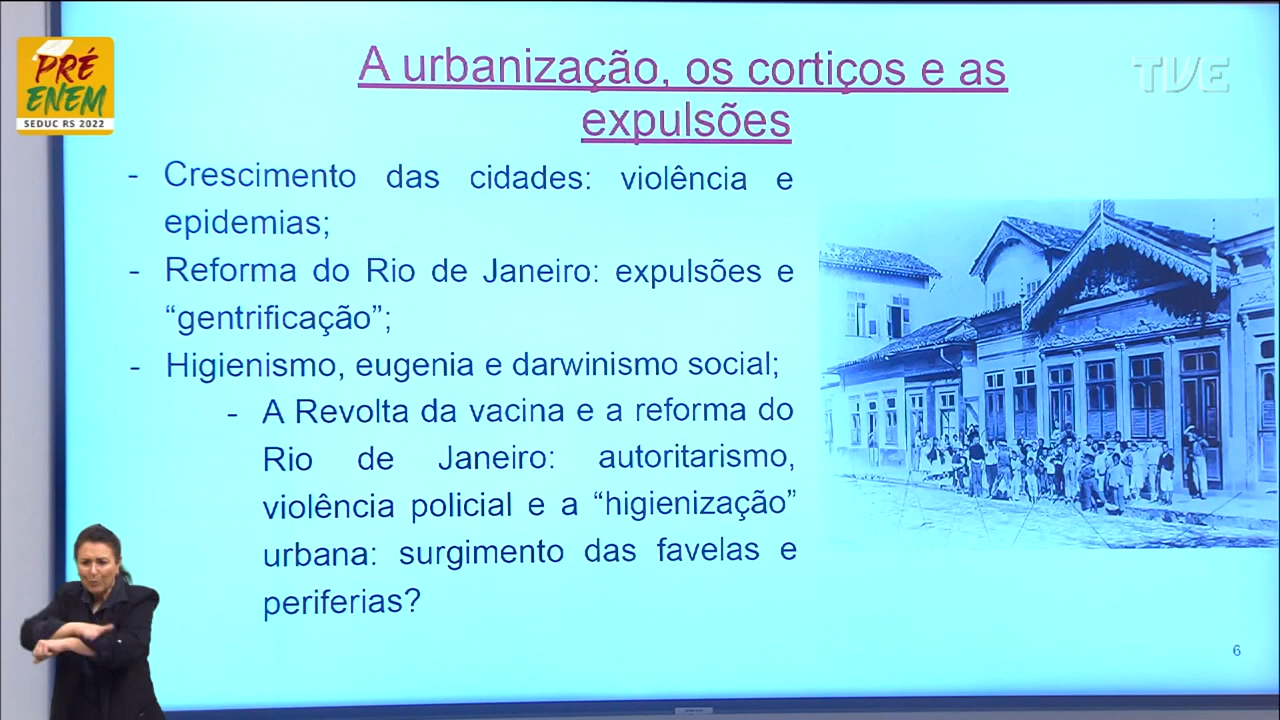 PRÉ
ENEM
SEDUC RS 2022
TVE
A urbanização, os cortiços e as
expulsões
- Crescimento das cidades: violência e
epidemias;
- Reforma do Rio de Janeiro: expulsões e
“gentrificação”;
- Higienismo, eugenia e darwinismo social;
- A Revolta da vacina e a reforma do
Rio de Janeiro: autoritarismo,
violência policial e a “higienização”
urbana: surgimento das favelas e
periferias?
6